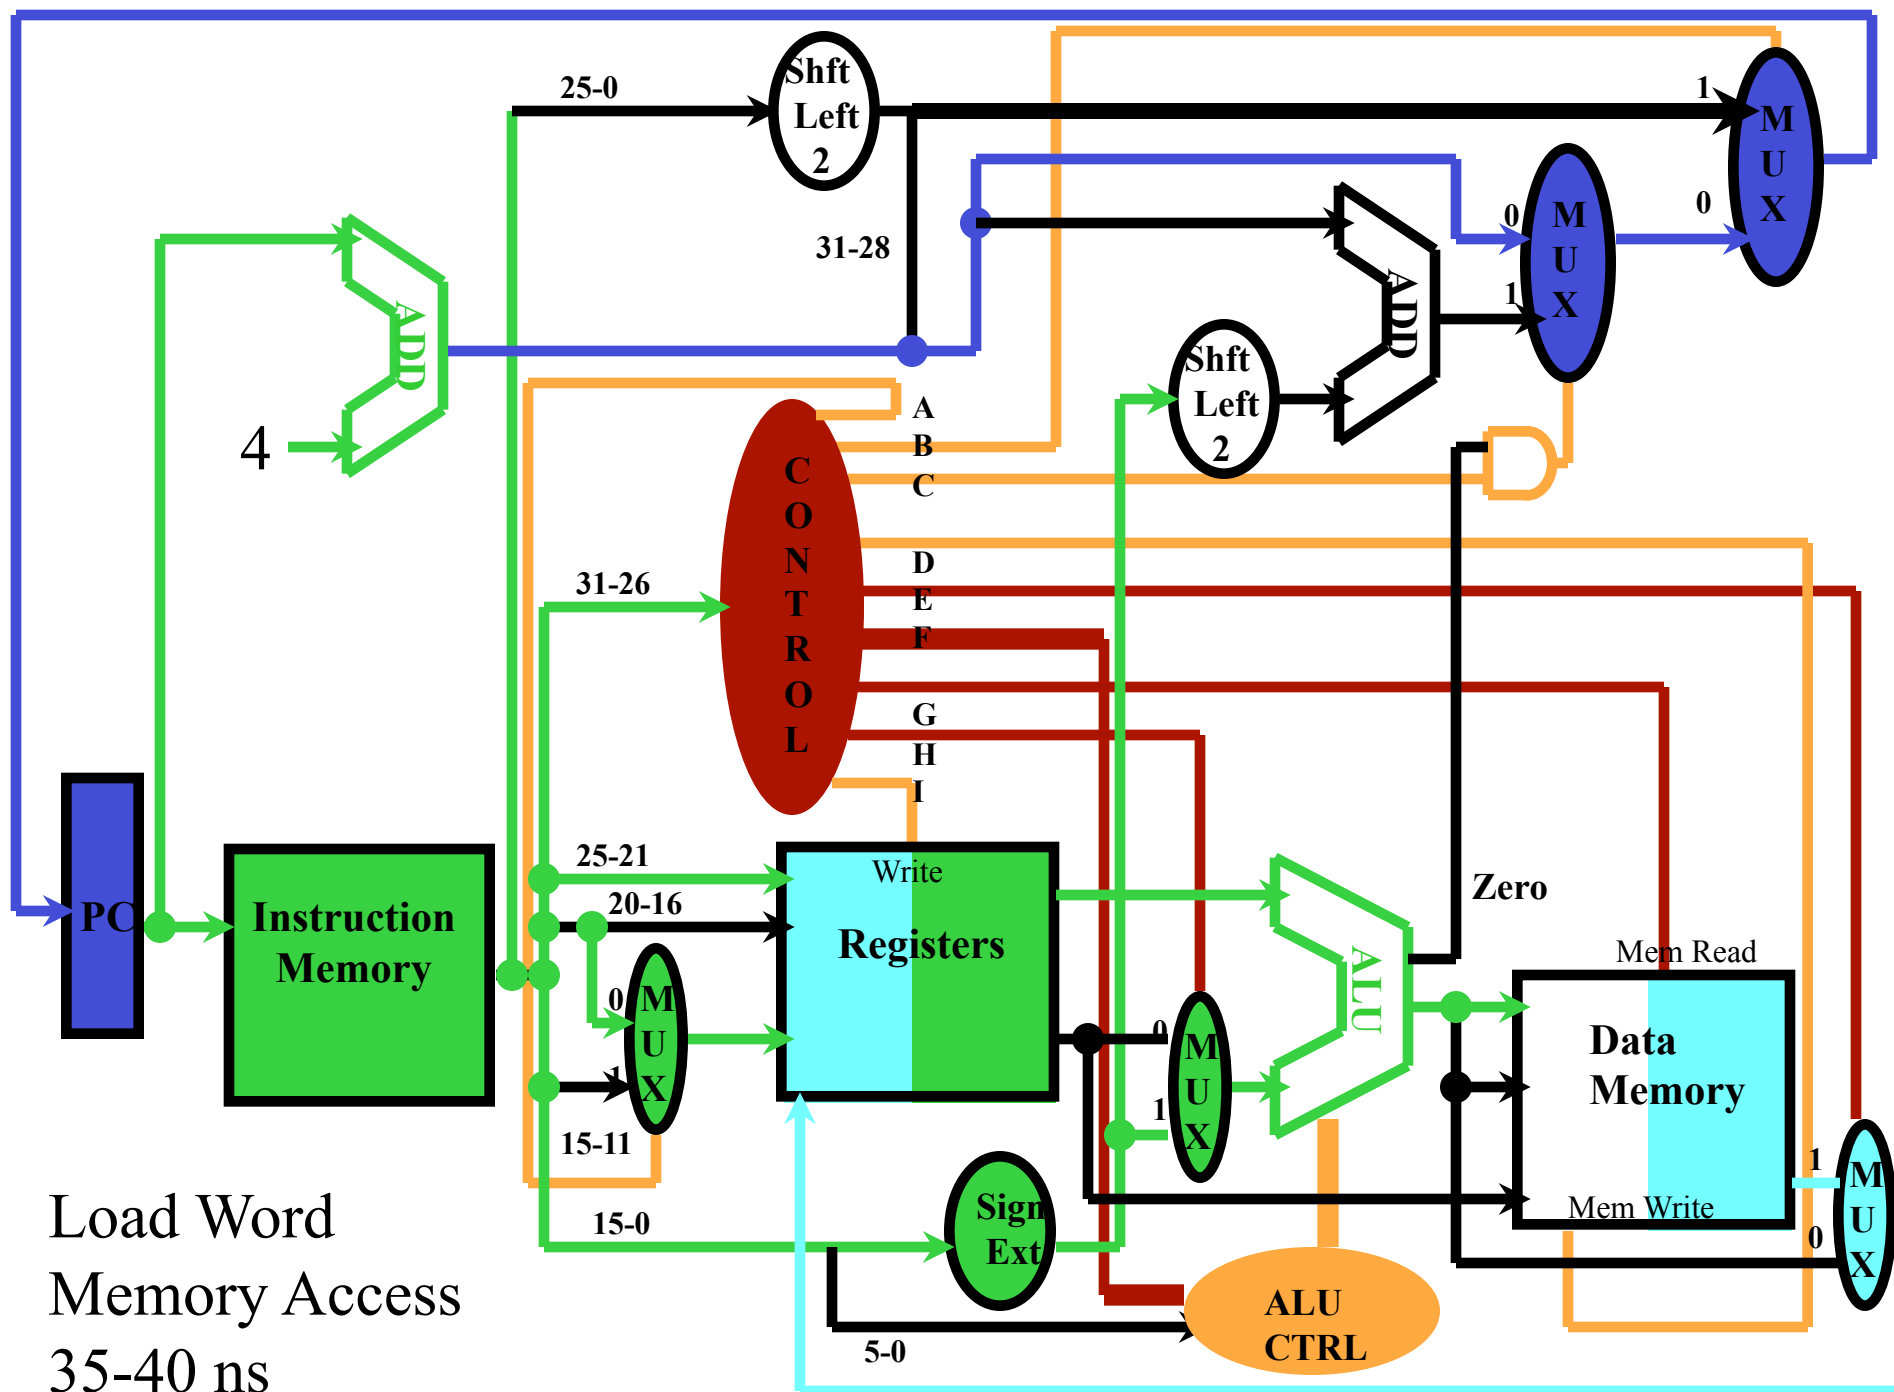 25-0
Shft
Left
2
1
M
U
X
0
31-28
ADD
4
0
M
U
X
1
ADD
Shft
Left
2
A
B
C
D
E
F
G
H
I
C
O
N
T
R
O
L
31-26
25-21
20-16
Write
Registers
PC
Instruction
Memory
0
M
U
X
1
15-11
15-0
Sign
Ext
5-0
0
M
U
X
1
ALU
Zero
Mem Read
Data
Memory
Mem Write
1
M
U
X
0
ALU
CTRL
Load Word
Memory Access
35-40 ns